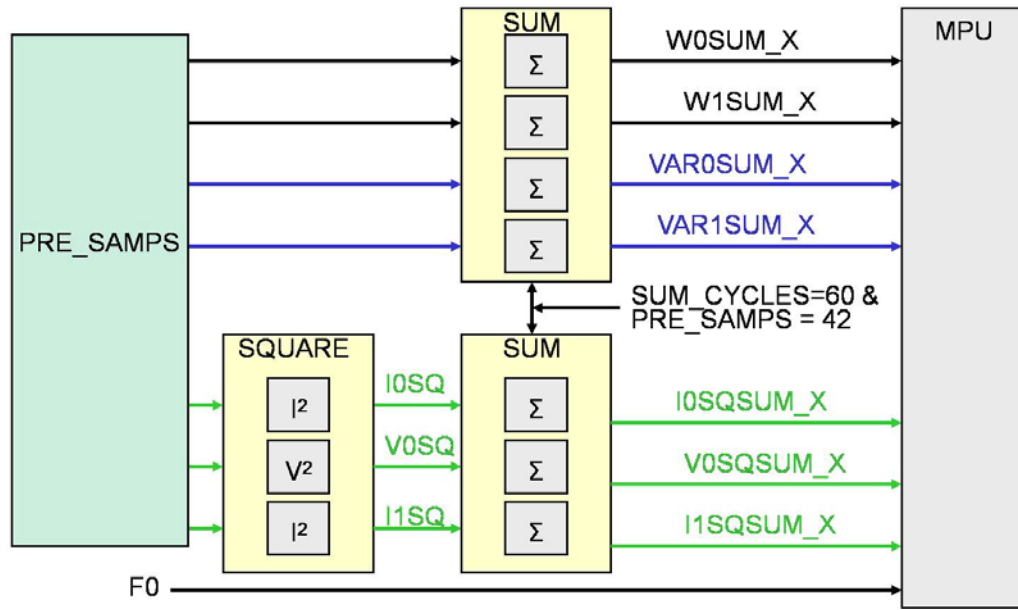 SUM
MPU
W0SUM_X
Σ
W1SUM_X
Σ
VAR0SUM_X
Σ
PRE_SAMPS
VAR1SUM_X
Σ
SUM_CYCLES=60 &
PRE_SAMPS = 42
SQUARE
SUM
I²
I0SQ
Σ
I0SQSUM_X
V²
V0SQ
Σ
V0SQSUM_X
I²
I1SQ
Σ
I1SQSUM_X
F0